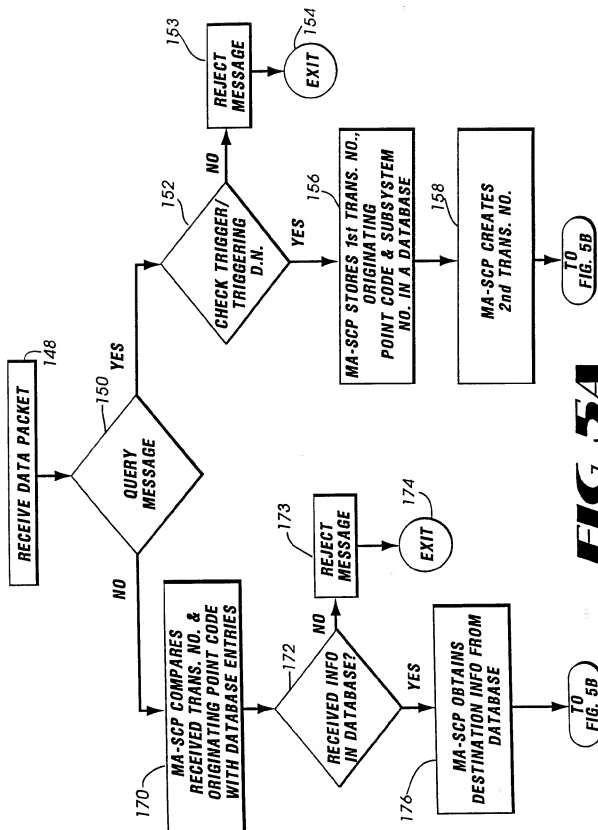 148
RECEIVE DATA PACKET
150
QUERY
MESSAGE
YES
NO
152
CHECK TRIGGER/
TRIGGERING
D.N.
NO
153
REJECT
MESSAGE
154
EXIT
YES
156
MA-SCP STORES 1st TRANS. NO.,
ORIGINATING
POINT CODE & SUBSYSTEM
NO. IN A DATABASE
158
MA-SCP CREATES
2nd TRANS. NO.
TO
FIG. 5B
170
MA-SCP COMPARES
RECEIVED TRANS. NO. &
ORIGINATING POINT CODE
WITH DATABASE ENTRIES
172
RECEIVED INFO
IN DATABASE?
NO
173
REJECT
MESSAGE
174
EXIT
YES
176
MA-SCP OBTAINS
DESTINATION INFO FROM
DATABASE
TO
FIG. 5B
FIG. 5A